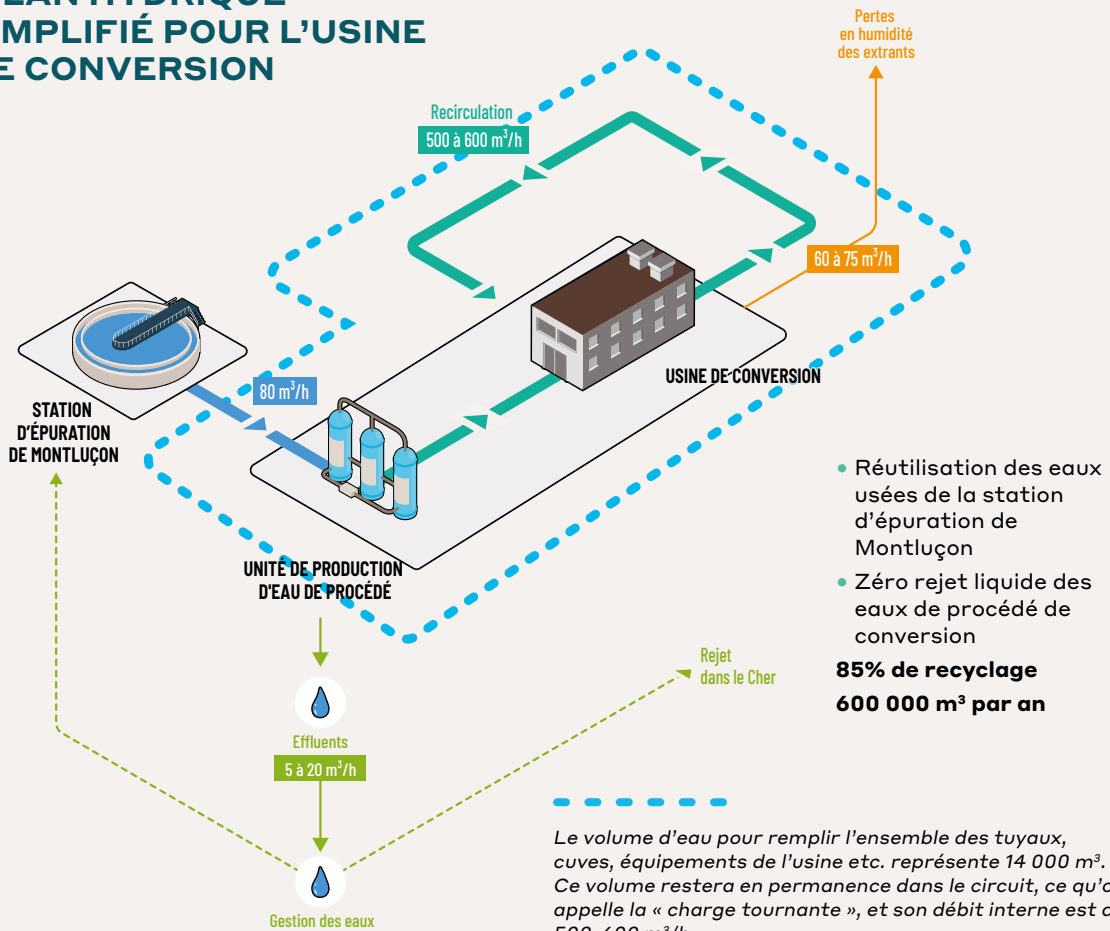 SIMPLIFIÉ POUR L'USINE
DE CONVERSION
Pertes
en humidité
des extrants
Recirculation
500 à 600 m³/h
60 à 75 m³/h
80 m³/h
USINE DE CONVERSION
STATION
D'ÉPURATION
DE MONTLUÇON
UNITÉ DE PRODUCTION
D'EAU DE PROCÉDÉ
• Réutilisation des eaux
usées de la station
d'épuration de
Montluçon
• Zéro rejet liquide des
eaux de procédé de
conversion
85% de recyclage
600 000 m³ par an
Rejet
dans le Cher
Effluents
5 à 20 m³/h
Gestion des eaux
Le volume d'eau pour remplir l'ensemble des tuyaux,
cuves, équipements de l'usine etc. représente 14 000 m³.
Ce volume restera en permanence dans le circuit, ce qu'o
appelle la « charge tournante », et son débit interne est d